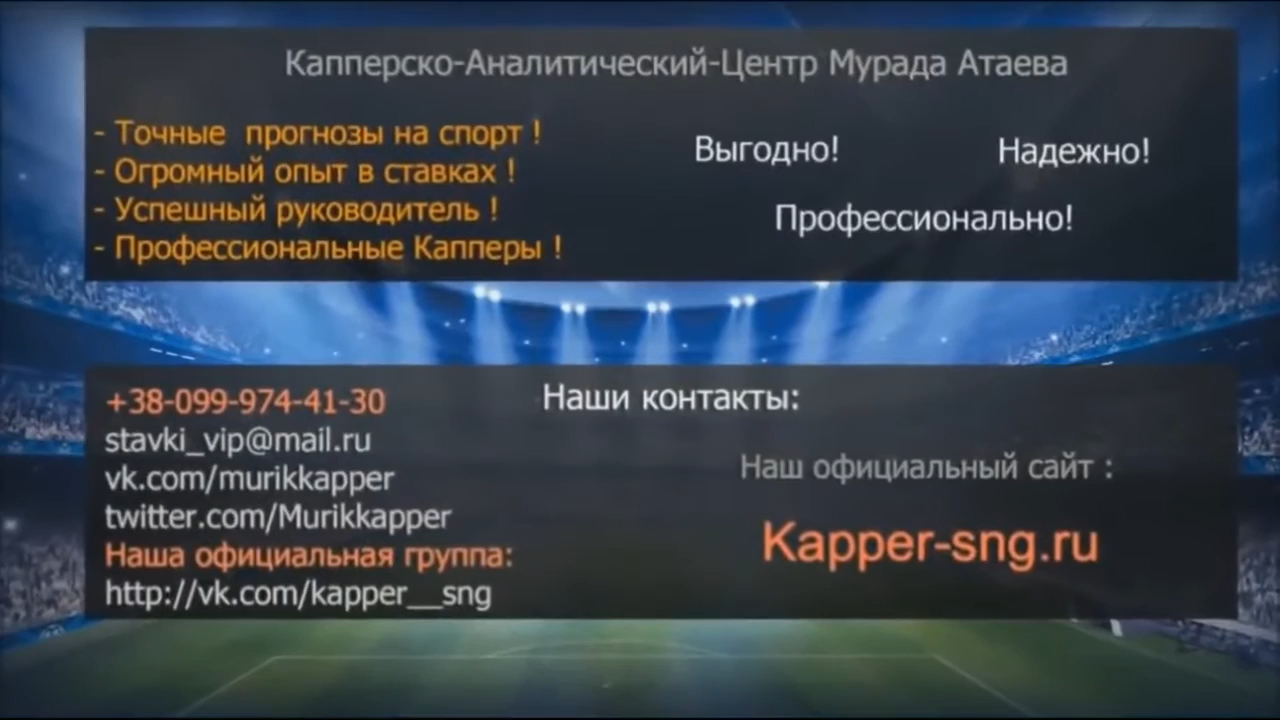 Капперско-Аналитический-Центр Мурада Атаева
- Точные прогнозы на спорт !
- Огромный опыт в ставках !
- Успешный руководитель !
- Профессиональные Капперы !
Выгодно! Надежно!
Профессионально!
Наши контакты:
+38-099-974-41-30
stavki_vip@mail.ru
vk.com/murikkapper
twitter.com/Murikkapper
Наша официальная группа:
http://vk.com/kapper__sng
Наш официальный сайт :
Kapper-sng.ru